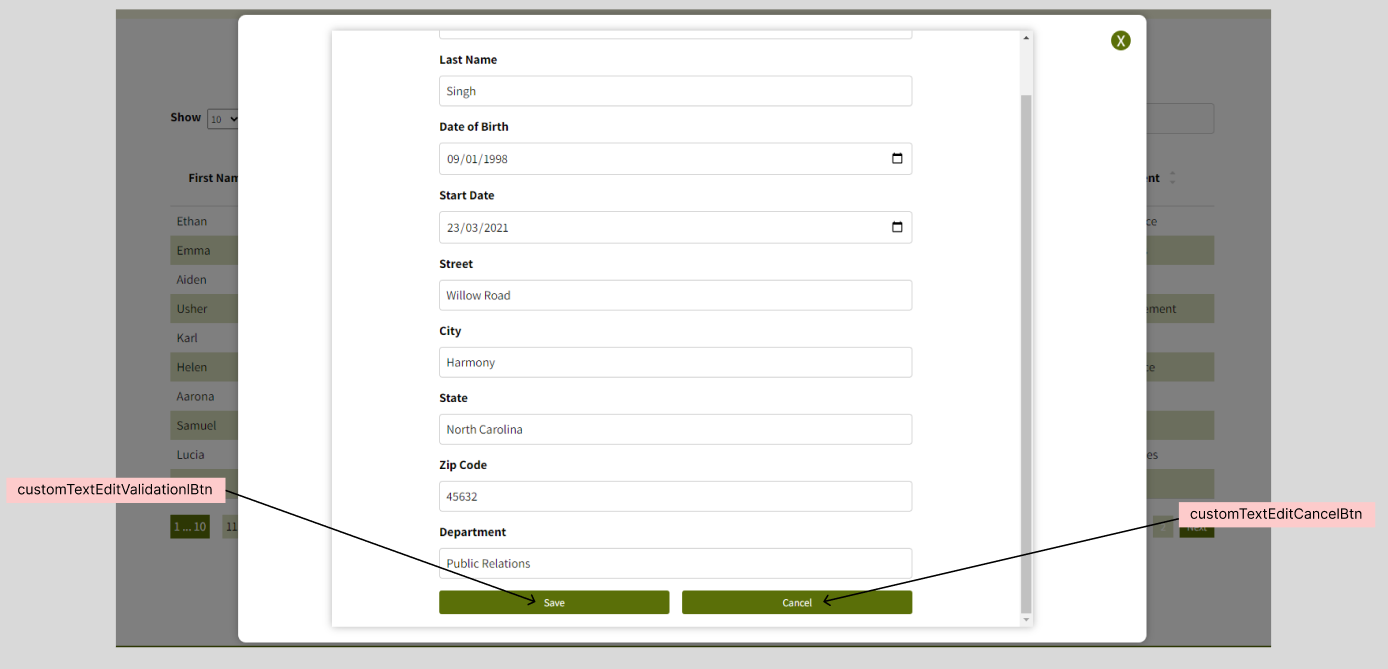 X
Last Name
Singh
Show 10
Date of Birth
09/01/1998
First Nam
nt
Start Date
Ethan
23/03/2021
ce
Emma
Street
Aiden
Willow Road
Usher
ement
City
Karl
Helen
Harmony
ce
Aarona
State
Samuel
North Carolina
Lucia
es
Zip Code
customTextEditValidationlBtn
45632
customTextEditCancelBtn
1 ... 10
11
Next
Department
Public Relations
Save
Cancel